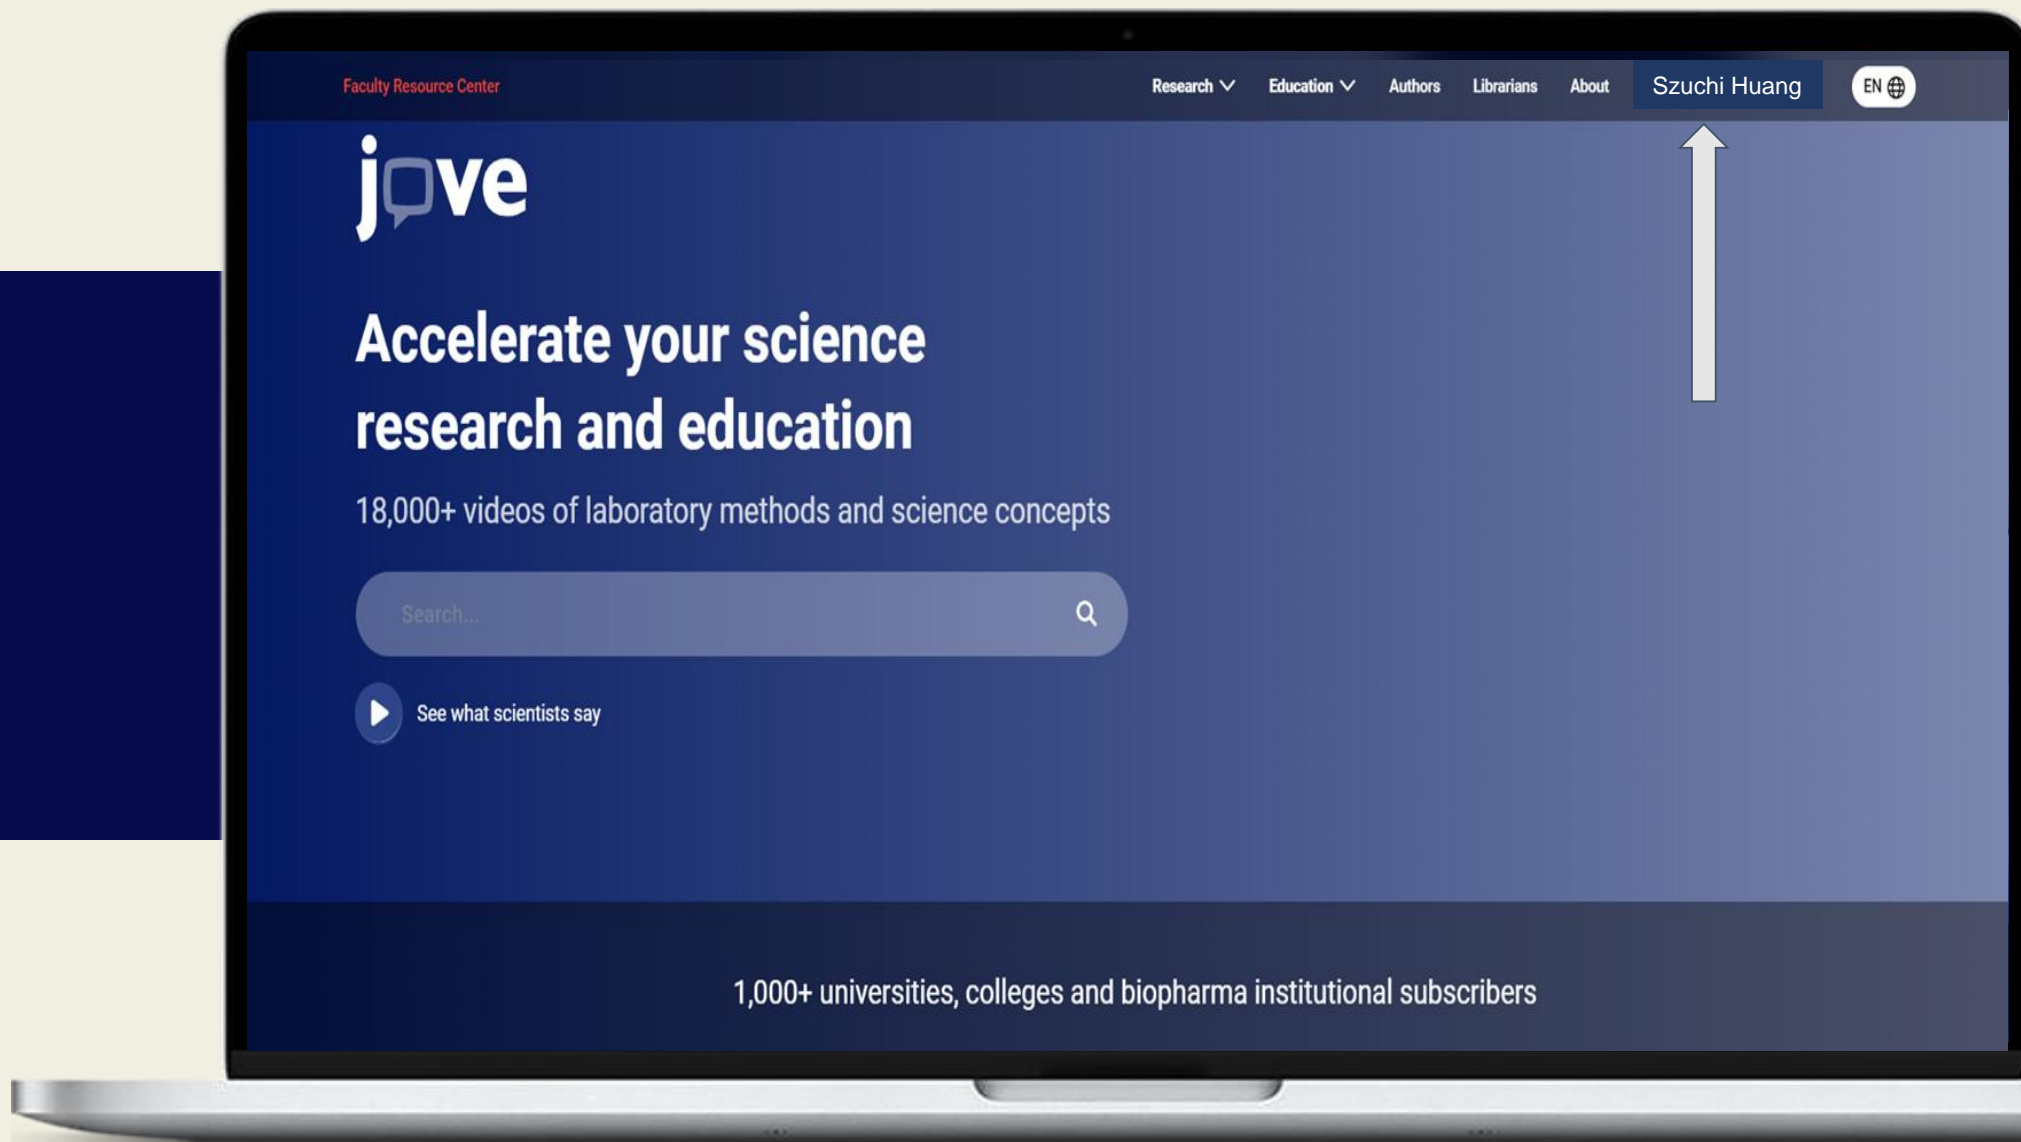 Faculty Resource Center
Research Education Authors Librarians About Szuchi Huang EN
jove
Accelerate your science
research and education
18,000+ videos of laboratory methods and science concepts
Search...
See what scientists say
1,000+ universities, colleges and biopharma institutional subscribers